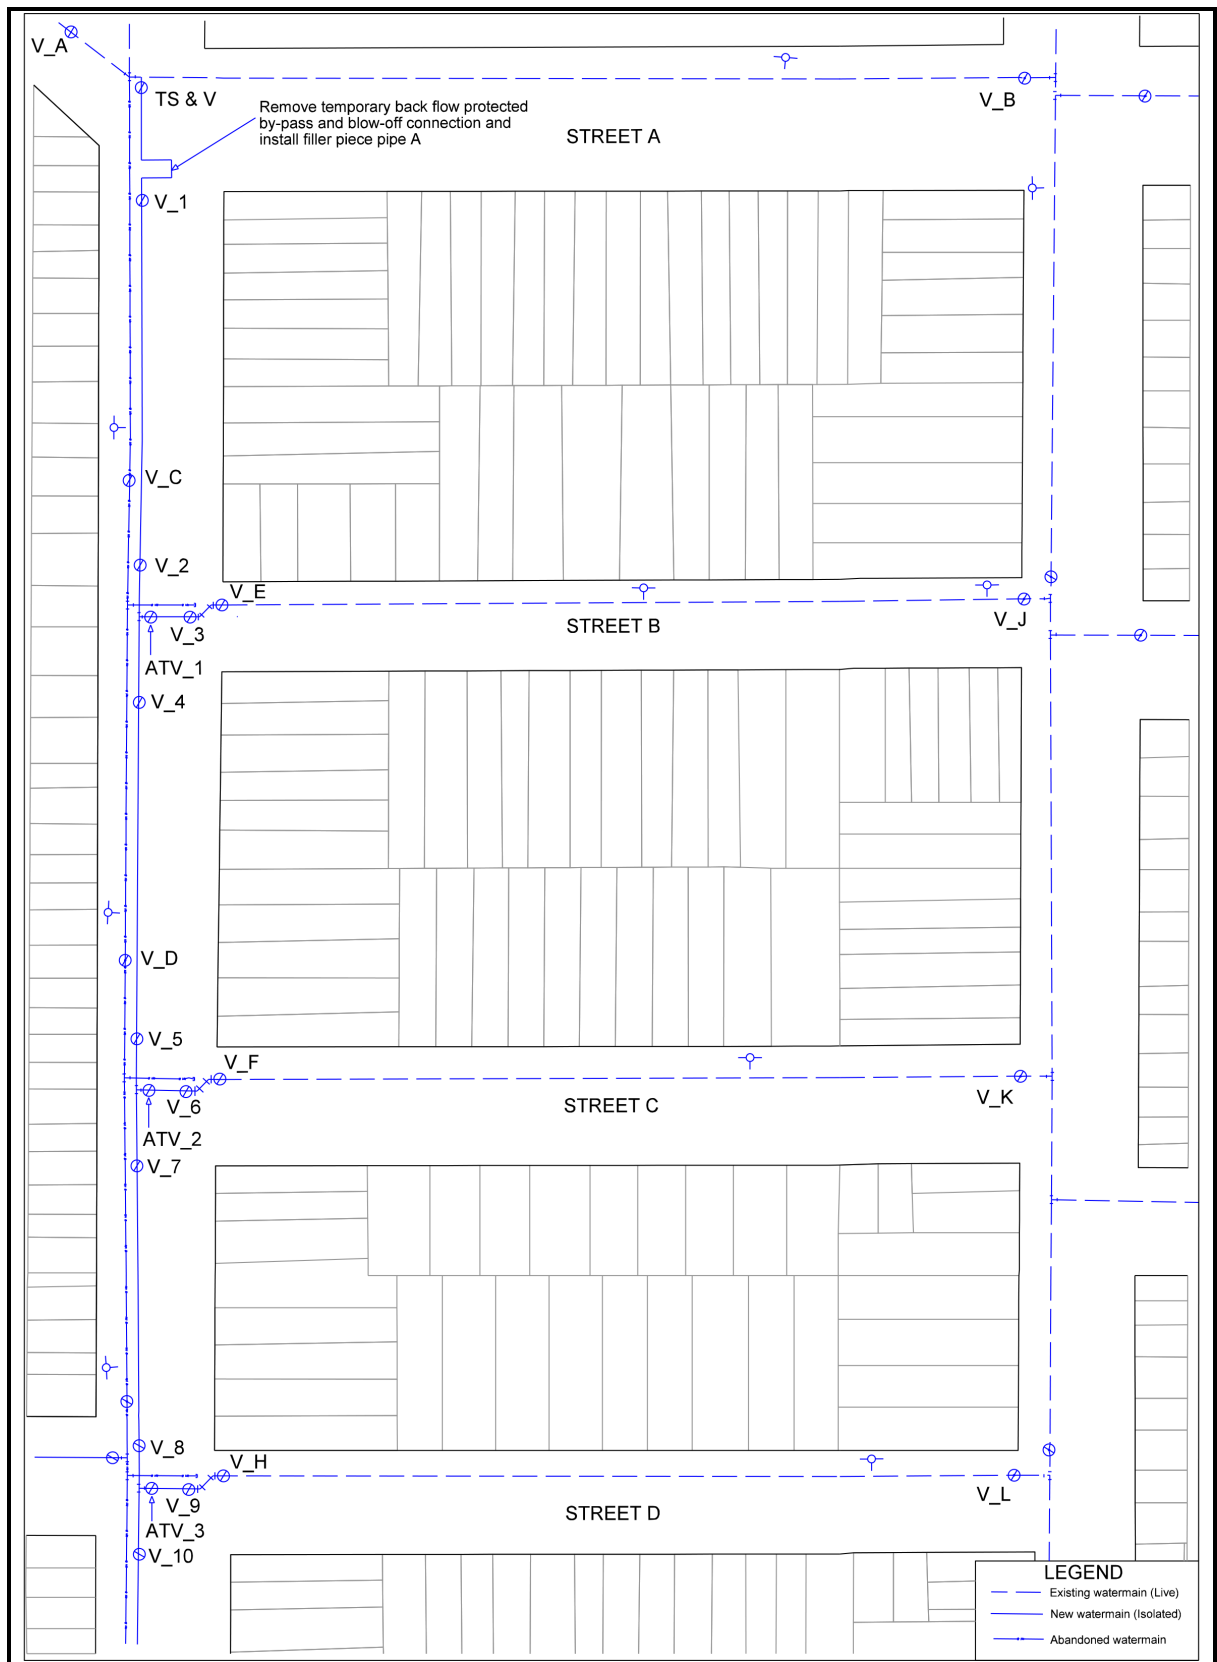 V_A
TS & V
V_B
Remove temporary back flow protected
by-pass and blow-off connection and
install filler piece pipe A
STREET A
V_1
V_C
V_2
V_E
V_J
STREET B
V_3
ATV_1
V_4
V_D
V_5
V_F
V_K
V_6
STREET C
ATV_2
V_7
V_8
V_H
V_L
V_9
STREET D
ATV_3
V_10
LEGEND
Existing watermain (Live)
New watermain (Isolated)
Abandoned watermain